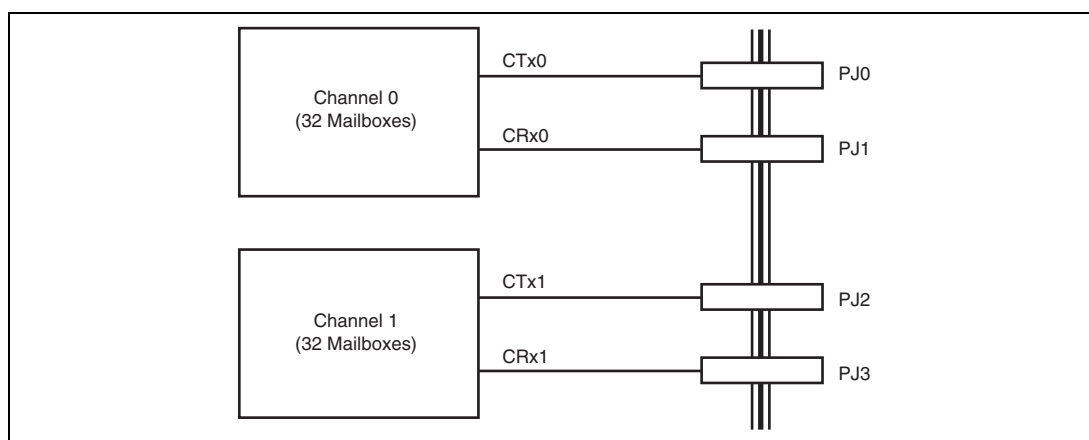 CTx0
PJ0
Channel 0
(32 Mailboxes)
CRx0
PJ1
CTx1
PJ2
Channel 1
(32 Mailboxes)
CRx1
PJ3